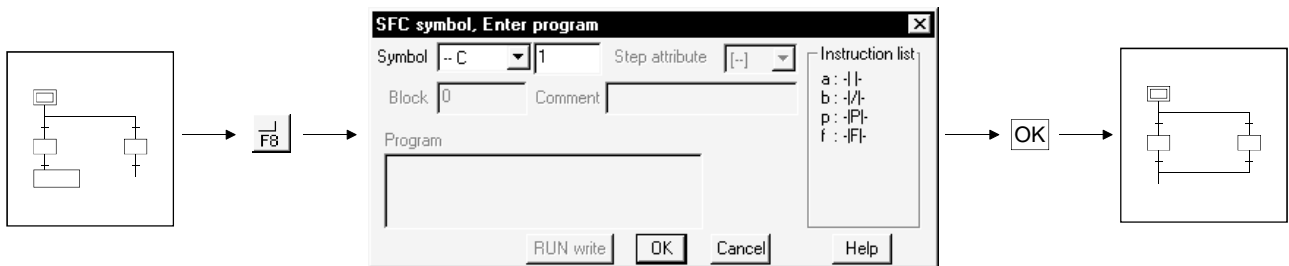 SFC symbol, Enter program
Symbol -- C 1 Step attribute [--]
Instruction list
a : -| |-
b : -|/|-
p : -|P|-
f : -|F|-
Block 0 Comment
Program
F8
OK
RUN write OK Cancel Help